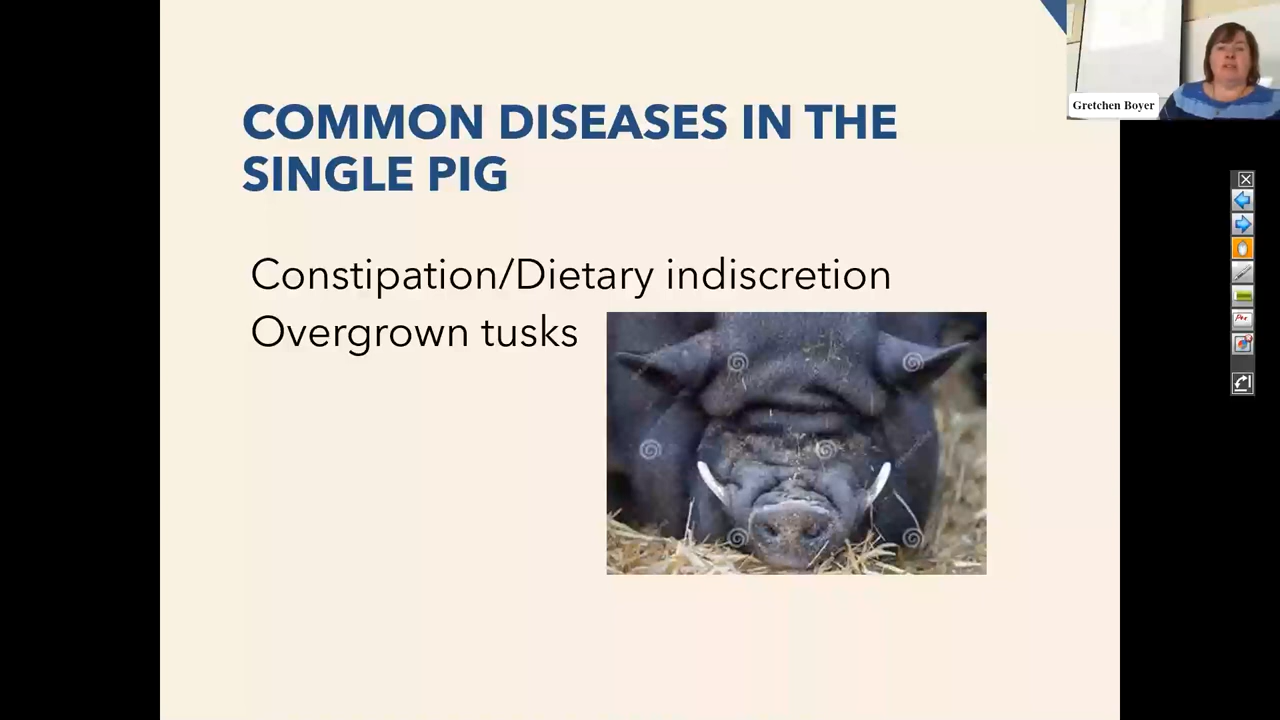 COMMON DISEASES IN THE
SINGLE PIG
Constipation/Dietary indiscretion
Overgrown tusks
Gretchen Boyer